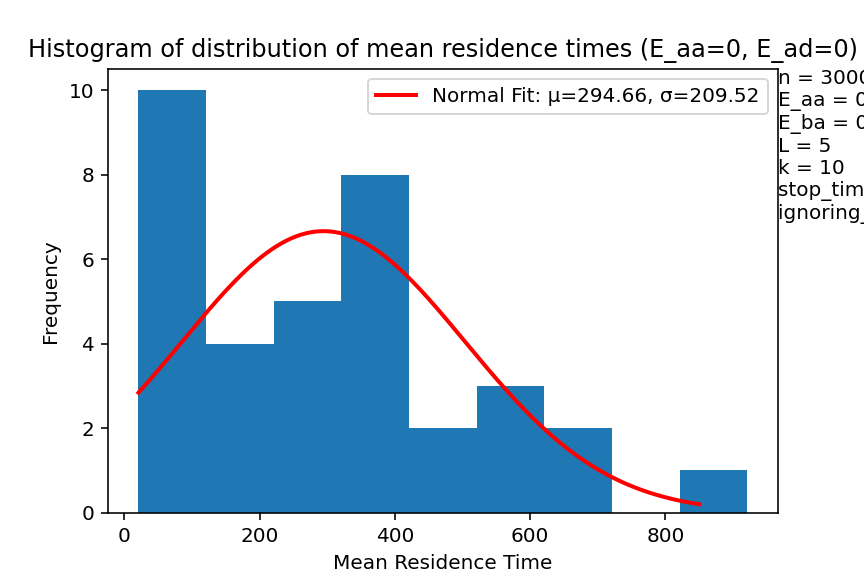 Histogram of distribution of mean residence times (E_aa=0, E_ad=0)
Normal Fit: μ=294.66, σ=209.52
n = 3000
E_aa = 0
E_ba = 0
L = 5
k = 10
10
8
6
4
2
0
Frequency
0 200 400 600 800
Mean Residence Time